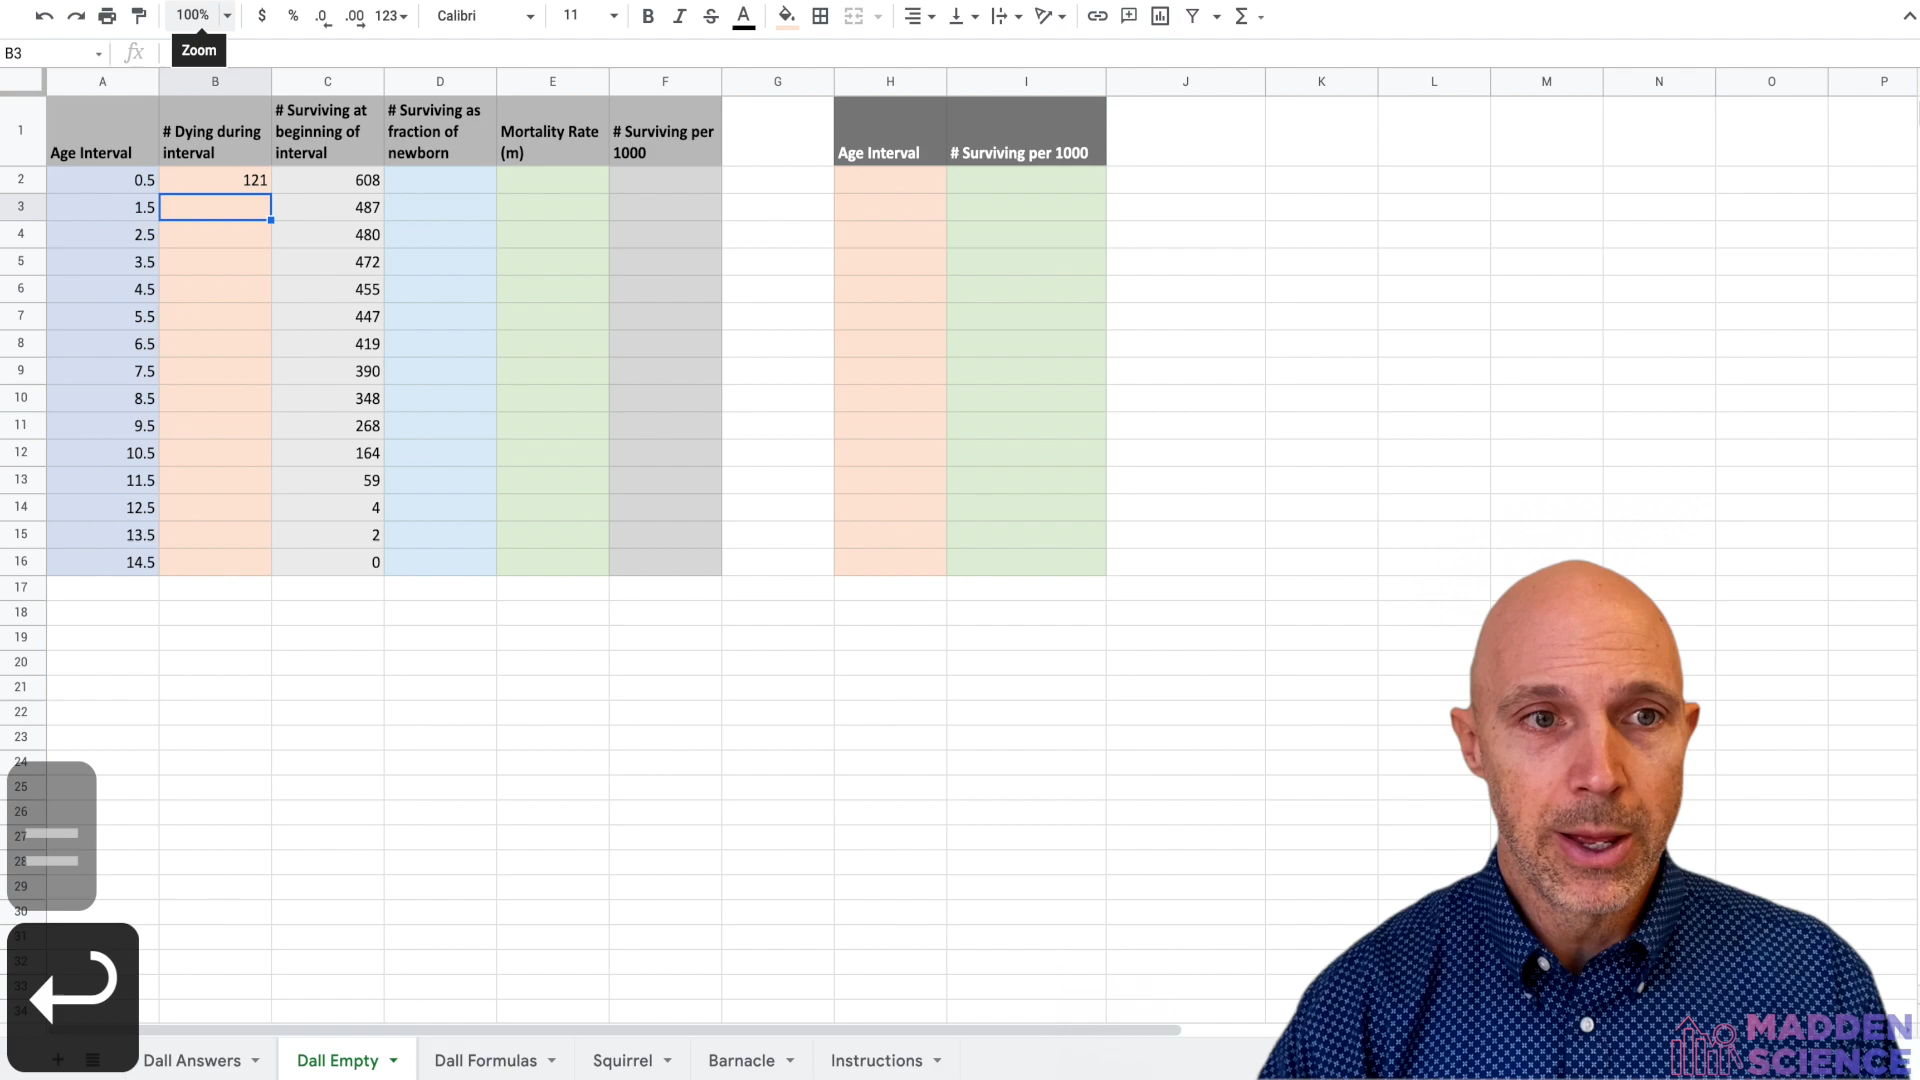 100% $ % .0 .00 123 Calibri 11 B I S A
B3 fx Zoom
A B C D E F G H I J K L M N O P
1 Age Interval
# Dying during
interval
# Surviving at
beginning of
interval
# Surviving as
fraction of
newborn
Mortality Rate
(m)
# Surviving per
1000
Age Interval
# Surviving per 1000
2 0.5 121 608
3 1.5 487
4 2.5 480
5 3.5 472
6 4.5 455
7 5.5 447
8 6.5 419
9 7.5 390
10 8.5 348
11 9.5 268
12 10.5 164
13 11.5 59
14 12.5 4
15 13.5 2
16 14.5 0
17
18
19
20
21
22
23
24
25
26
27
28
29
30
31
32
33
34
Dall Answers Dall Empty Dall Formulas Squirrel Barnacle Instructions
MADDEN
SCIENCE